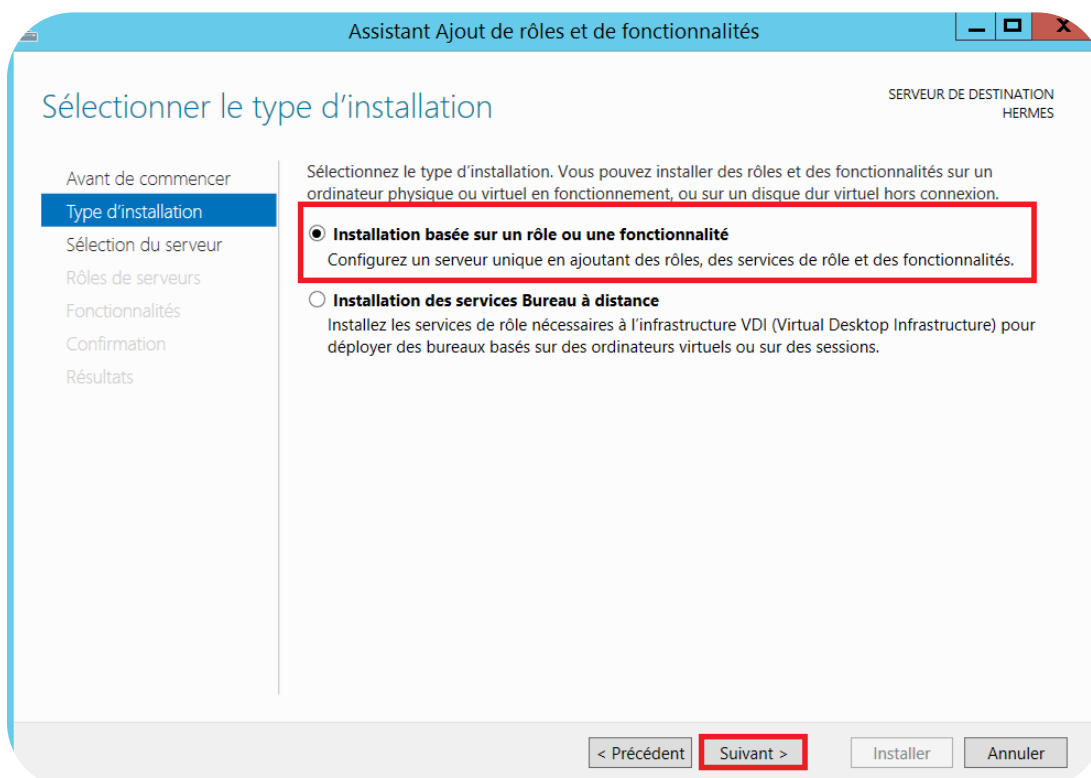 Assistant Ajout de rôles et de fonctionnalités
Sélectionner le type d’installation
SERVEUR DE DESTINATION
HERMES
Avant de commencer
Type d’installation
Sélection du serveur
Rôles de serveurs
Fonctionnalités
Confirmation
Résultats
Sélectionnez le type d’installation. Vous pouvez installer des rôles et des fonctionnalités sur un
ordinateur physique ou virtuel en fonctionnement, ou sur un disque dur virtuel hors connexion.
Installation basée sur un rôle ou une fonctionnalité
Configurez un serveur unique en ajoutant des rôles, des services de rôle et des fonctionnalités.
Installation des services Bureau à distance
Installez les services de rôle nécessaires à l’infrastructure VDI (Virtual Desktop Infrastructure) pour
déployer des bureaux basés sur des ordinateurs virtuels ou sur des sessions.
< Précédent
Suivant >
Installer
Annuler